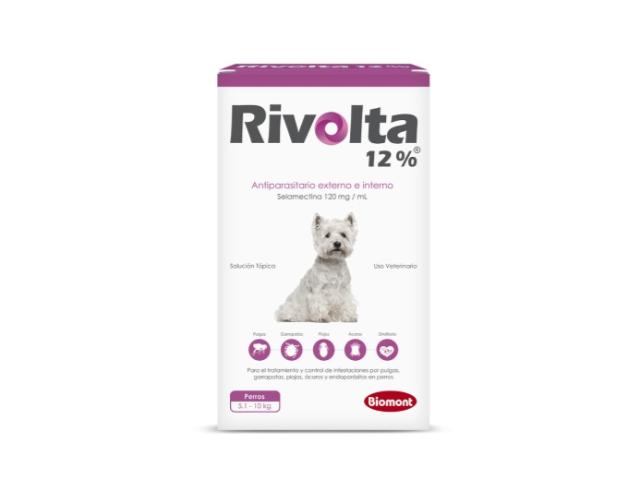 Rivolta 12%
Rivolta
12%®
Antiparasitario externo e interno
Selamectina 120 mg / mL
Solución Tópica
Uso Veterinario
Pulgas Garrapatas Piojos Ácaros Dirofilaria
Para el tratamiento y control de infestaciones por pulgas,
garrapatas, piojos, ácaros y endoparásitos en perros
Perros
5.1 - 10 kg
Biomont